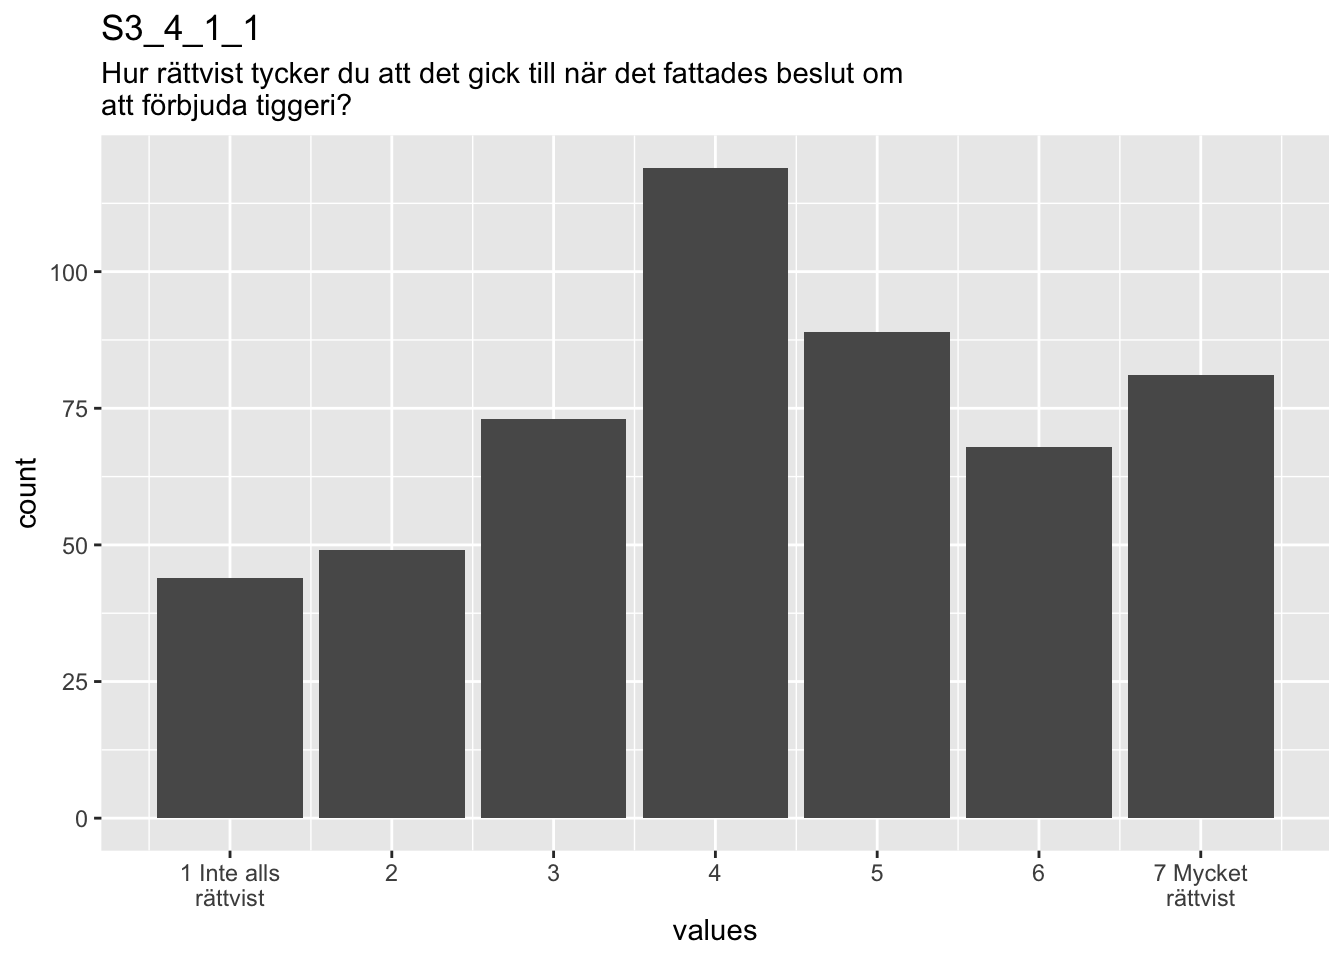 S3_4_1_1
Hur rättvist tycker du att det gick till när det fattades beslut om
att förbjuda tiggeri?
count
100
75
50
25
0
1 Inte alls
rättvist
2
3
4
5
6
7 Mycket
rättvist
values